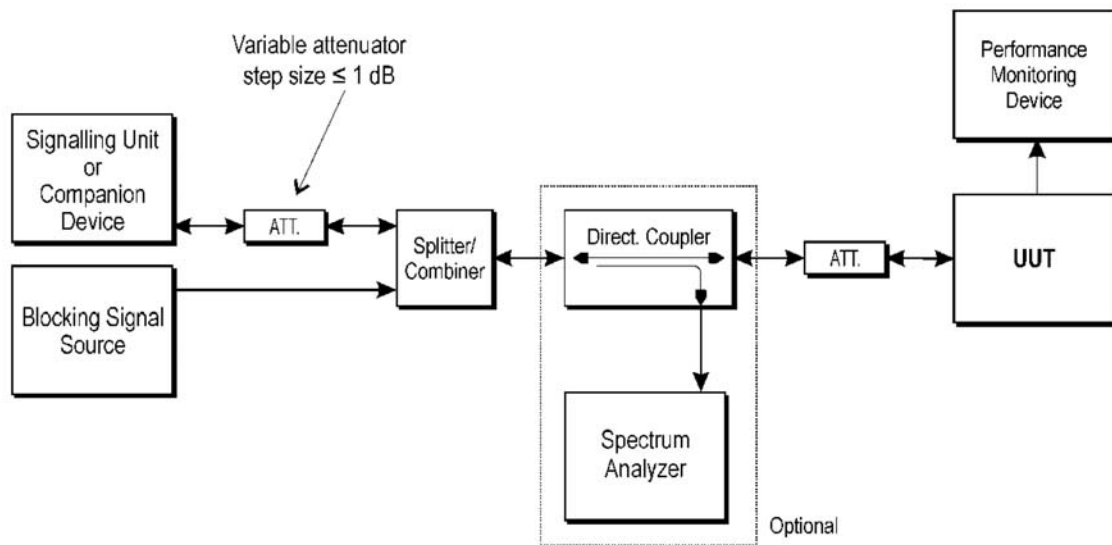 Variable attenuator
step size ≤ 1 dB
Signalling Unit
or
Companion
Device
ATT.
Splitter/
Combiner
Blocking Signal
Source
Direct. Coupler
Spectrum
Analyzer
Optional
ATT.
Performance
Monitoring
Device
UUT